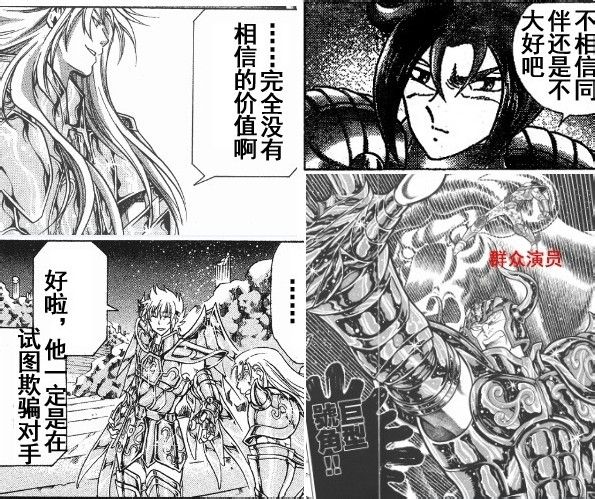 不相信同
伴还是不
大好吧
……完全没有
相信的价值啊
群众演员
巨型
號角!!
……
好啦，他一定是在
试图欺骗对手